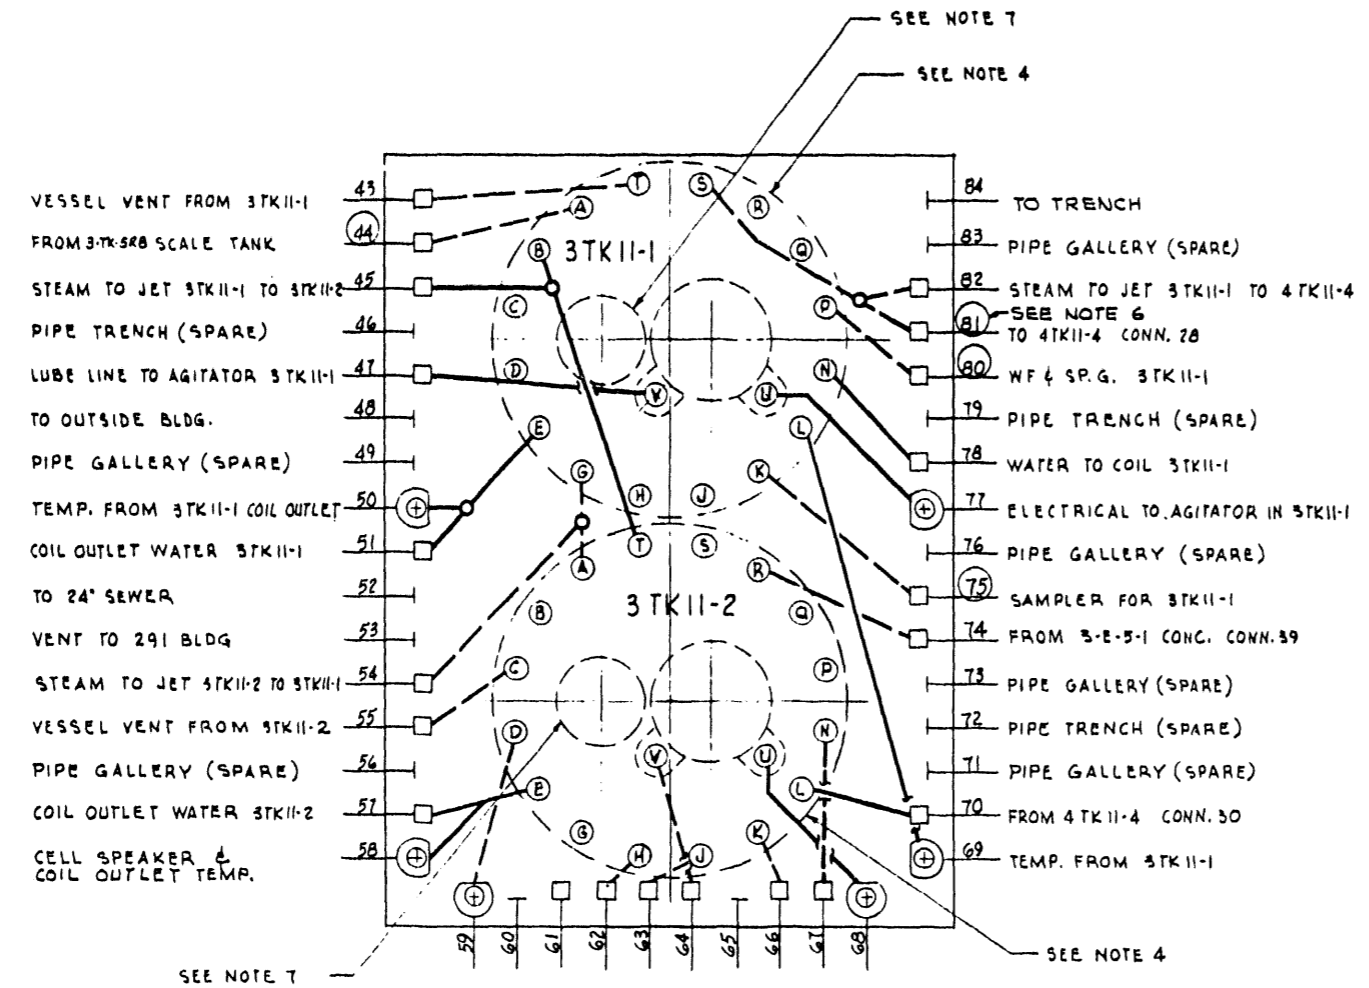 SEE NOTE 7
SEE NOTE 4
43 VESSEL VENT FROM 3TK11-1
44 FROM 3-TK-5RB SCALE TANK
45 STEAM TO JET 3TK11-1 TO 3TK11-2
46 PIPE TRENCH (SPARE)
47 LUBE LINE TO AGITATOR 3TK11-1
48 TO OUTSIDE BLDG.
49 PIPE GALLERY (SPARE)
50 TEMP. FROM 3TK11-1 COIL OUTLET
51 COIL OUTLET WATER 3TK11-1
52 TO 24" SEWER
53 VENT TO 291 BLDG
54 STEAM TO JET 3TK11-2 TO 3TK11-1
55 VESSEL VENT FROM 3TK11-2
56 PIPE GALLERY (SPARE)
57 COIL OUTLET WATER 3TK11-2
58 CELL SPEAKER &
COIL OUTLET TEMP.
3TK11-1
T S A R B Q C P D N V U E L G K H J
3TK11-2
T S A R B Q C P D N V U E L G K H J
84 TO TRENCH
83 PIPE GALLERY (SPARE)
82 STEAM TO JET 3TK11-1 TO 4TK11-4
SEE NOTE 6
81 TO 4TK11-4 CONN. 28
80 WF & SP.G. 3TK11-1
79 PIPE TRENCH (SPARE)
78 WATER TO COIL 3TK11-1
77 ELECTRICAL TO AGITATOR IN 3TK11-1
76 PIPE GALLERY (SPARE)
75 SAMPLER FOR 3TK11-1
74 FROM 3-E-5-1 CONC. CONN. 39
73 PIPE GALLERY (SPARE)
72 PIPE TRENCH (SPARE)
71 PIPE GALLERY (SPARE)
70 FROM 4TK11-4 CONN. 30
69 TEMP. FROM 3TK11-1
59 60 61 62 63 64 65 66 67 68
SEE NOTE 4
SEE NOTE 7